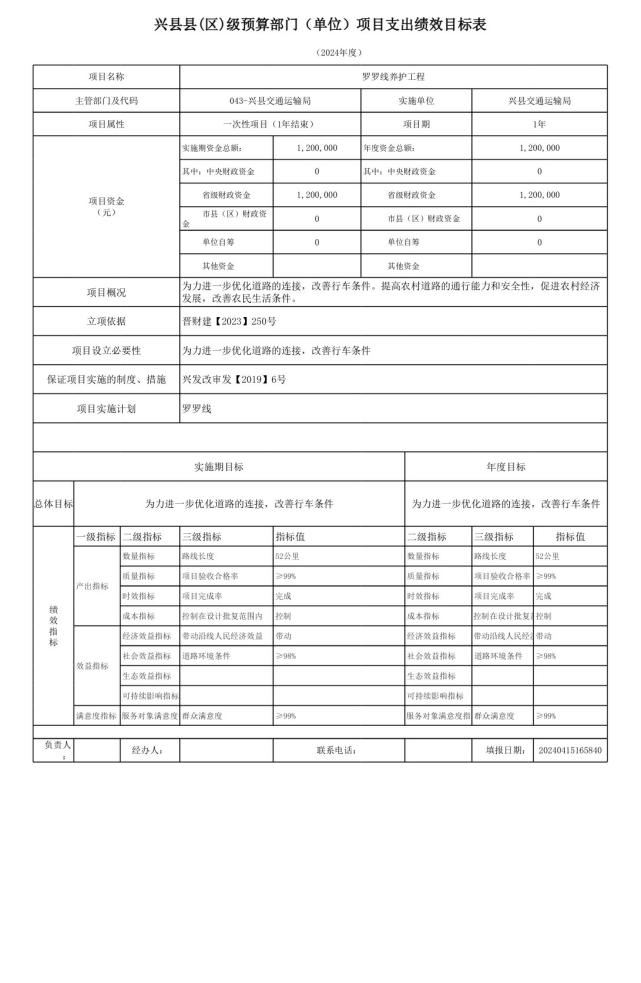 兴县县(区)级预算部门（单位）项目支出绩效目标表
（2024年度）
项目名称 罗罗线养护工程
主管部门及代码 043-兴县交通运输局 实施单位 兴县交通运输局
项目属性 一次性项目（1年结束） 项目期 1年
项目资金
（元）
实施期资金总额: 1,200,000 年度资金总额: 1,200,000
其中: 中央财政资金 0 其中: 中央财政资金 0
省级财政资金 1,200,000 省级财政资金 1,200,000
市县（区）财政资
金 0 市县（区）财政资金 0
单位自筹 0 单位自筹 0
其他资金 其他资金
项目概况 为力进一步优化道路的连接，改善行车条件。提高农村道路的通行能力和安全性，促进农村经济
发展，改善农民生活条件。
立项依据 晋财建【2023】250号
项目设立必要性 为力进一步优化道路的连接，改善行车条件
保证项目实施的制度、措施 兴发改审发【2019】6号
项目实施计划 罗罗线
实施期目标 年度目标
总体目标 为力进一步优化道路的连接，改善行车条件 为力进一步优化道路的连接，改善行车条件
绩效指标
一级指标 二级指标 三级指标 指标值 二级指标 三级指标 指标值
产出指标
数量指标 路线长度 52公里 数量指标 路线长度 52公里
质量指标 项目验收合格率 ≥99% 质量指标 项目验收合格率 ≥99%
时效指标 项目完成率 完成 时效指标 项目完成率 完成
成本指标 控制在设计批复范围内 控制 成本指标 控制在设计批复 控制
效益指标
经济效益指标 带动沿线人民经济效益 带动 经济效益指标 带动沿线人民经 带动
社会效益指标 道路环境条件 ≥98% 社会效益指标 道路环境条件 ≥98%
生态效益指标 生态效益指标
可持续影响指标 可持续影响指标
满意度指标 服务对象满意度 群众满意度 ≥99% 服务对象满意度指 群众满意度 ≥99%
负责人
: 经办人: 联系电话: 填报日期: 20240415165840